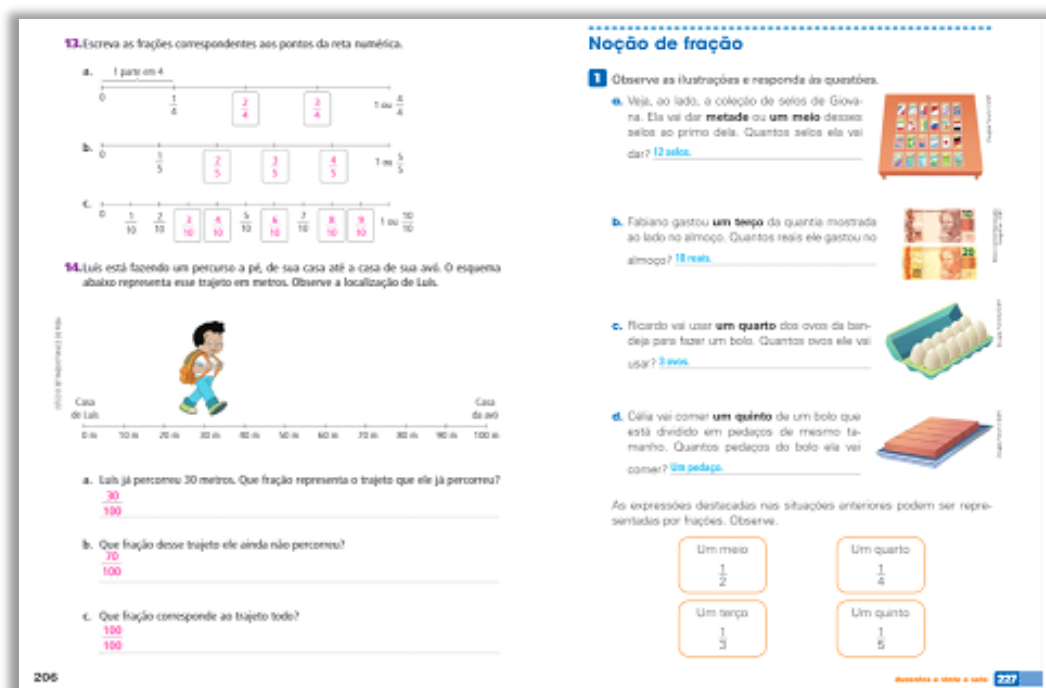 13. Escreva as frações correspondentes aos pontos da reta numérica.
a. 1 parte em 4
0 1/4 2/4 3/4 1 ou 4/4
b. 0 1/5 2/5 3/5 4/5 1 ou 5/5
c. 0 1/10 2/10 3/10 4/10 5/10 6/10 7/10 8/10 9/10 1 ou 10/10
14. Luís está fazendo um percurso a pé, de sua casa até a casa de sua avó. O esquema
abaixo representa esse trajeto em metros. Observe a localização de Luís.
Casa
de Luís
Casa
da avó
0 m 10 m 20 m 30 m 40 m 50 m 60 m 70 m 80 m 90 m 100 m
a. Luís já percorreu 30 metros. Que fração representa o trajeto que ele já percorreu?
30/100
b. Que fração desse trajeto ele ainda não percorreu?
70/100
c. Que fração corresponde ao trajeto todo?
100/100
206
Noção de fração
1 Observe as ilustrações e responda às questões.
a. Veja, ao lado, a coleção de selos de Giova-
na. Ela vai dar metade ou um meio desses
selos ao primo dela. Quantos selos ela vai
dar? 12 selos.
b. Fabiano gastou um terço da quantia mostrada
ao lado no almoço. Quantos reais ele gastou no
almoço? 10 reais.
c. Ricardo vai usar um quarto dos ovos da ban-
deja para fazer um bolo. Quantos ovos ele vai
usar? 3 ovos.
d. Célia vai comer um quinto de um bolo que
está dividido em pedaços de mesmo ta-
manho. Quantos pedaços do bolo ela vai
comer? Um pedaço.
As expressões destacadas nas situações anteriores podem ser repre-
sentadas por frações. Observe.
Um meio
1/2
Um quarto
1/4
Um terço
1/3
Um quinto
1/5
duzentos e vinte e sete 227